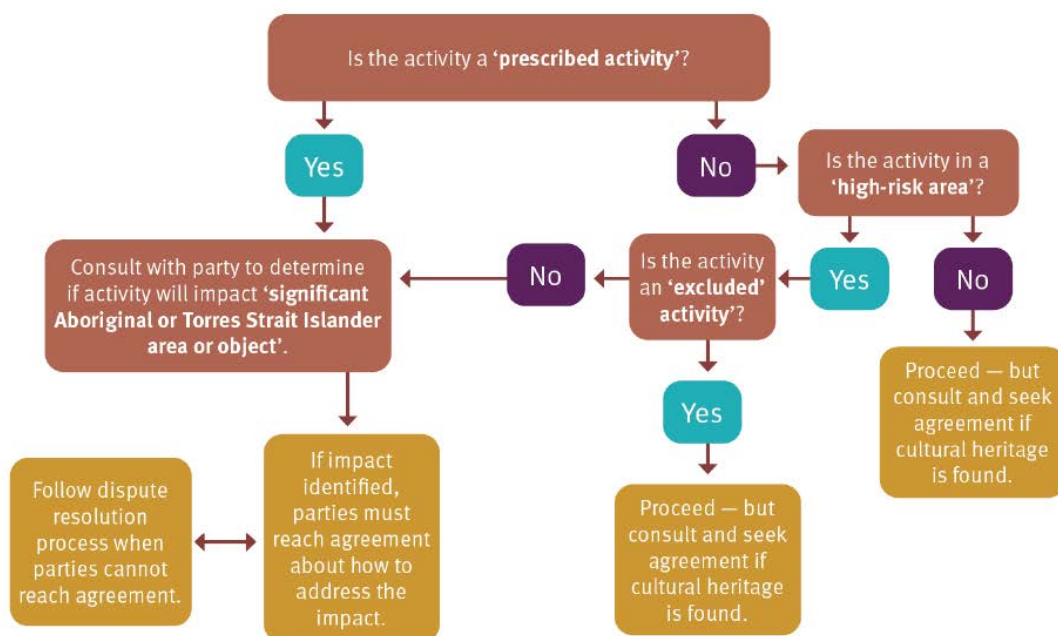 Is the activity a ‘prescribed activity’?
Yes
No
Is the activity in a
‘high-risk area’?
Consult with party to determine
if activity will impact ‘significant
Aboriginal or Torres Strait Islander
area or object’.
No
Is the activity
an ‘excluded’
activity’?
Yes
No
Yes
Proceed — but
consult and seek
agreement if
cultural heritage
is found.
Follow dispute
resolution
process when
parties cannot
reach agreement.
If impact
identified,
parties must
reach agreement
about how to
address the
impact.
Proceed — but
consult and seek
agreement if
cultural heritage
is found.